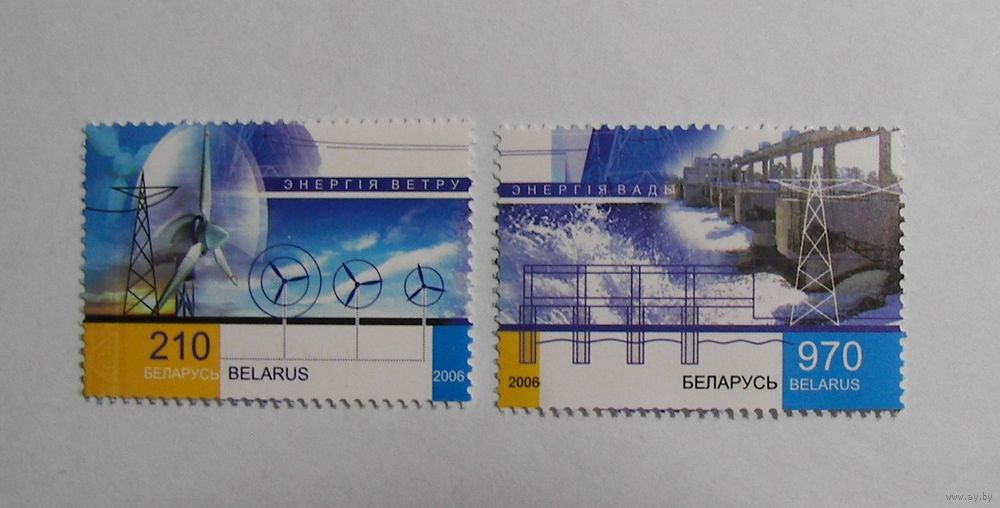 ЭНЕРГІЯ ВЕТРУ
210
БЕЛАРУСЬ BELARUS
2006
ЭНЕРГІЯ ВАДЫ
970
2006
БЕЛАРУСЬ BELARUS
www.ay.by